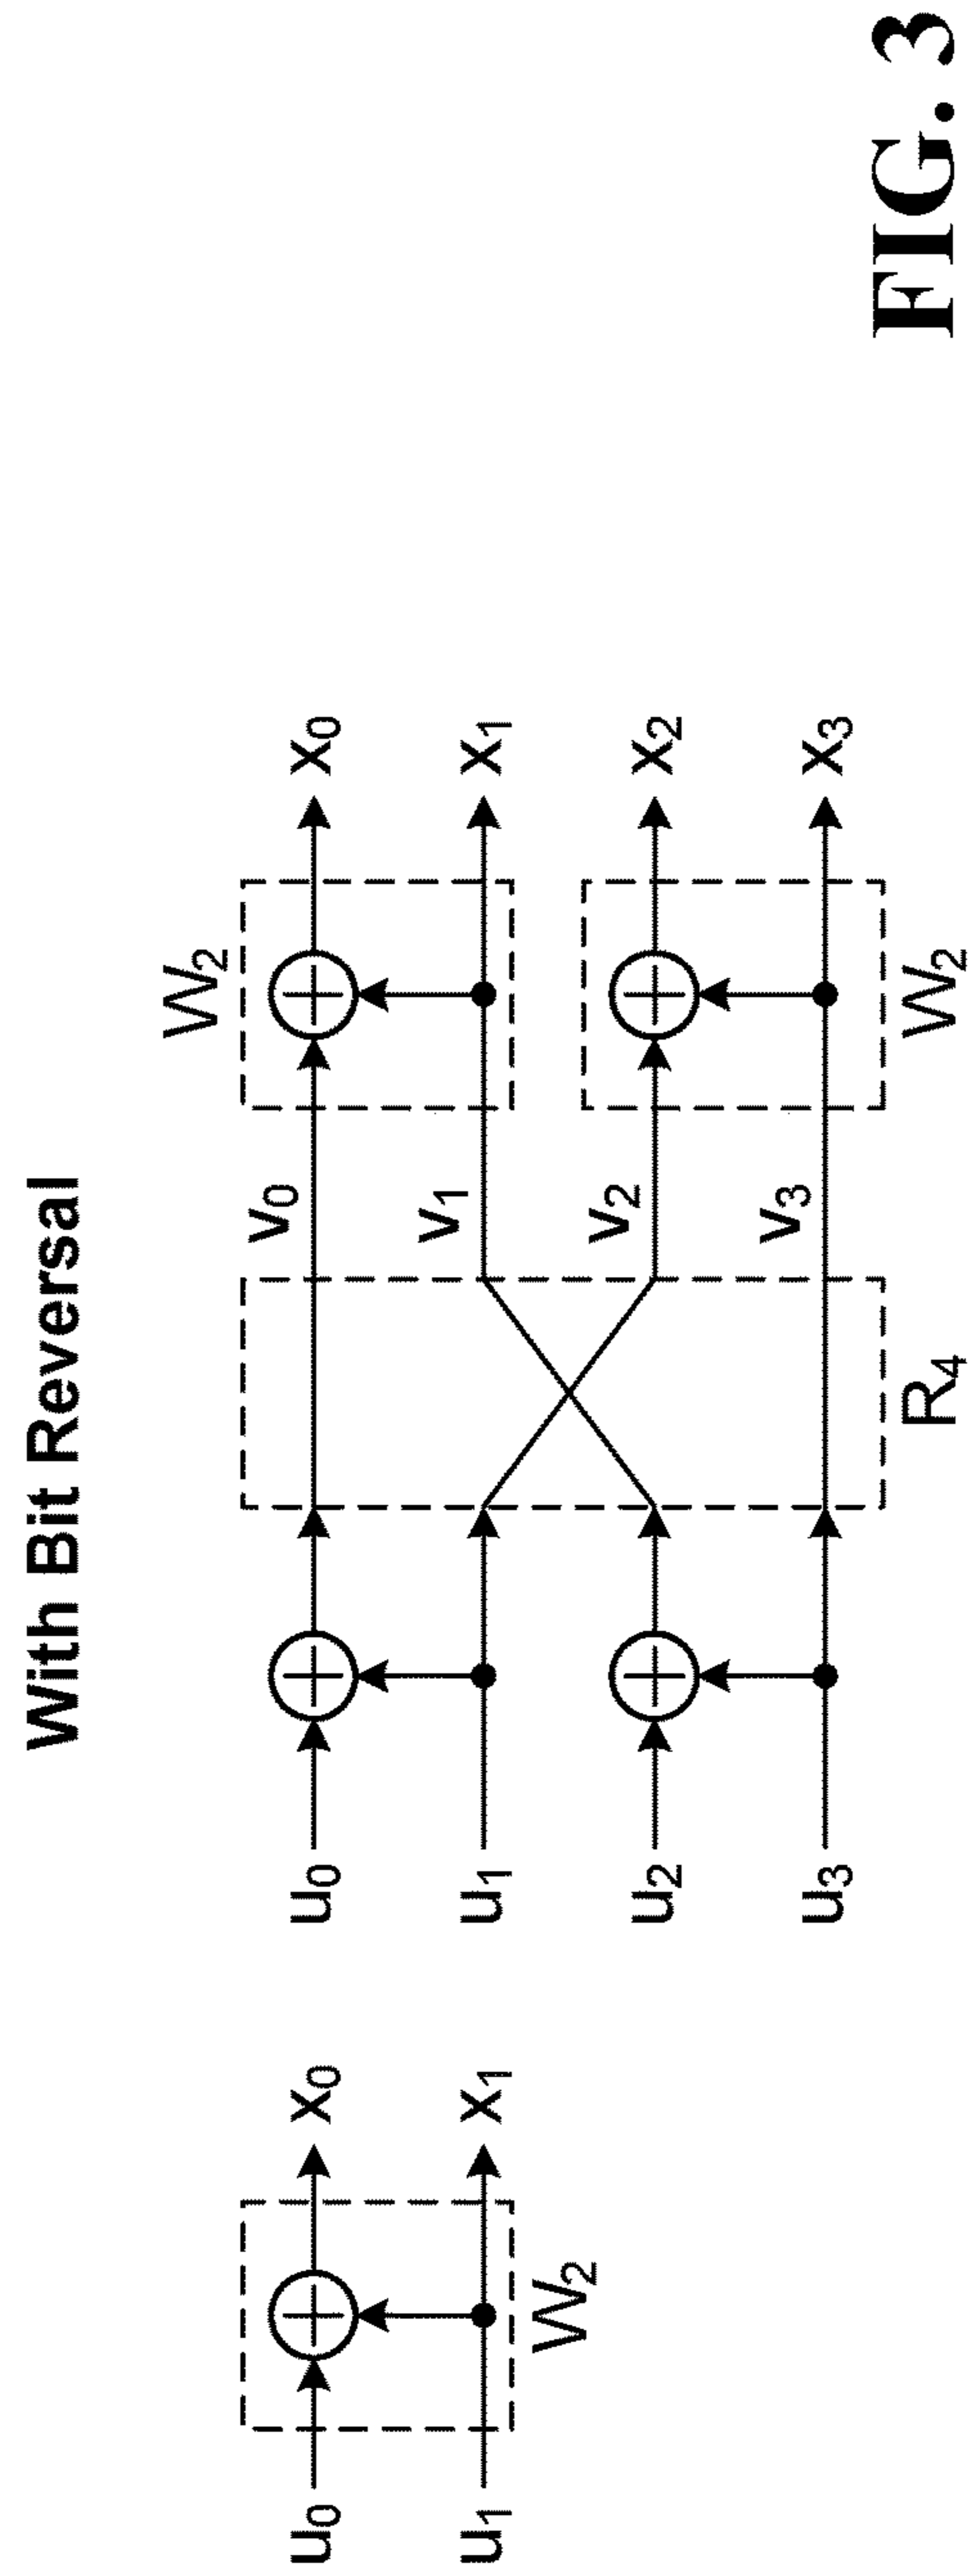 With Bit Reversal
u₀
x₀
u₁
x₁
W₂
W₂
u₀
v₀
x₀
u₁
v₁
x₁
u₂
v₂
x₂
u₃
v₃
x₃
R₄
W₂
FIG. 3